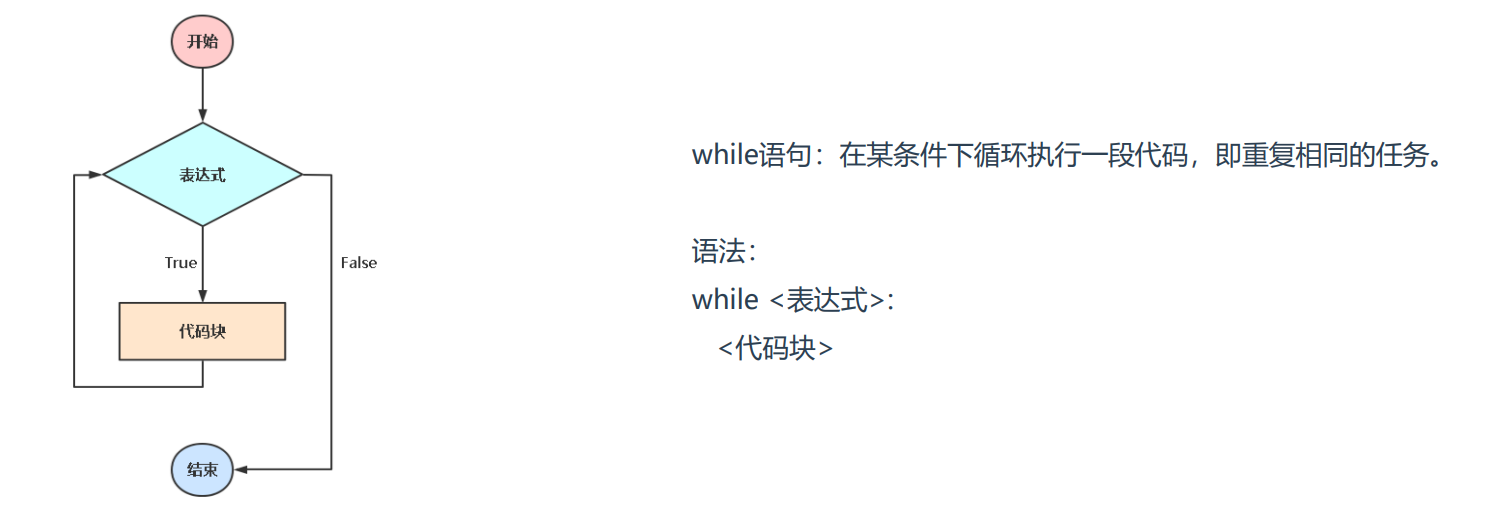 开始
表达式
True
False
代码块
结束
while语句：在某条件下循环执行一段代码，即重复相同的任务。
语法：
while <表达式>:
<代码块>